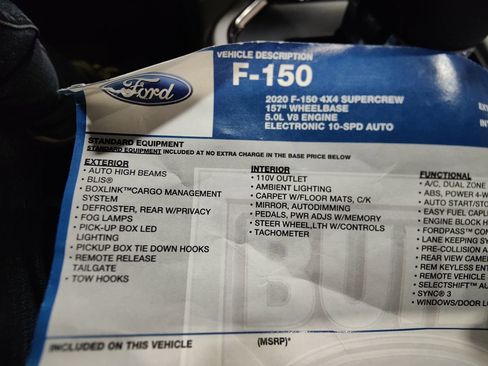 VEHICLE DESCRIPTION
Ford
F-150
2020 F-150 4X4 SUPERCREW
157" WHEELBASE
5.0L V8 ENGINE
ELECTRONIC 10-SPD AUTO
STANDARD EQUIPMENT
STANDARD EQUIPMENT INCLUDED AT NO EXTRA CHARGE IN THE BASE PRICE BELOW
EXTERIOR
• AUTO HIGH BEAMS
• BLIS®
• BOXLINK™CARGO MANAGEMENT
SYSTEM
• DEFROSTER, REAR W/PRIVACY
• FOG LAMPS
• PICK-UP BOX LED
LIGHTING
• PICKUP BOX TIE DOWN HOOKS
• REMOTE RELEASE
TAILGATE
• TOW HOOKS
INTERIOR
• 110V OUTLET
• AMBIENT LIGHTING
• CARPET W/FLOOR MATS, C/K
• MIRROR, AUTODIMMING
• PEDALS, PWR ADJS W/MEMORY
• STEER WHEEL,LTH W/CONTROLS
• TACHOMETER
FUNCTIONAL
• A/C, DUAL ZONE
• ABS, POWER 4-W
• AUTO START/STO
• EASY FUEL CAPL
• ENGINE BLOCK H
• FORDPASS™ CON
• LANE KEEPING SY
• PRE-COLLISION A
• REAR VIEW CAME
• REM KEYLESS ENT
• REMOTE VEHICLE
• SELECTSHIFT™ AU
• SYNC® 3
• WINDOWS/DOOR LO
INCLUDED ON THIS VEHICLE
(MSRP)*